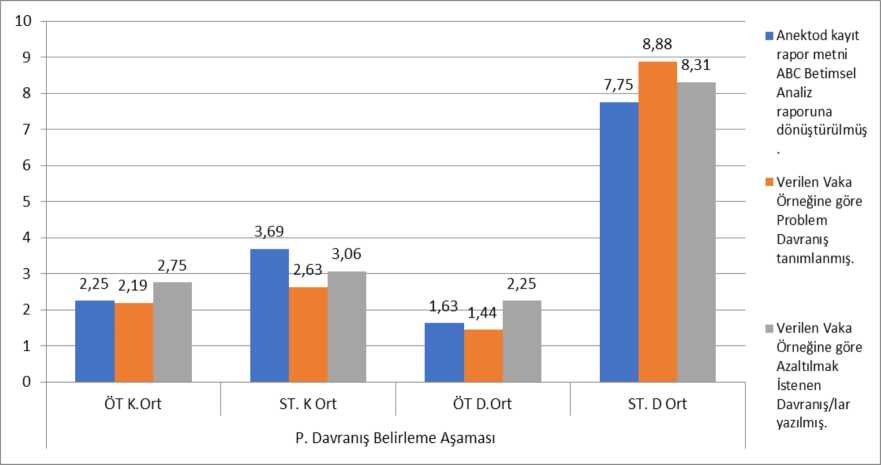 10
9
8
7
6
5
4
3
2
1
0
2,25
2,19
2,75
3,69
2,63
3,06
1,63
1,44
2,25
7,75
8,88
8,31
ÖT K.Ort
ST. K Ort
ÖT D.Ort
ST. D Ort
P. Davranış Belirleme Aşaması
Anektod kayıt
rapor metni
ABC Betimsel
Analiz
raporuna
dönüştürülmüş
.
Verilen Vaka
Örneğine göre
Problem
Davranış
tanımlanmış.
Verilen Vaka
Örneğine göre
Azaltılmak
İstenen
Davranış/lar
yazılmış.